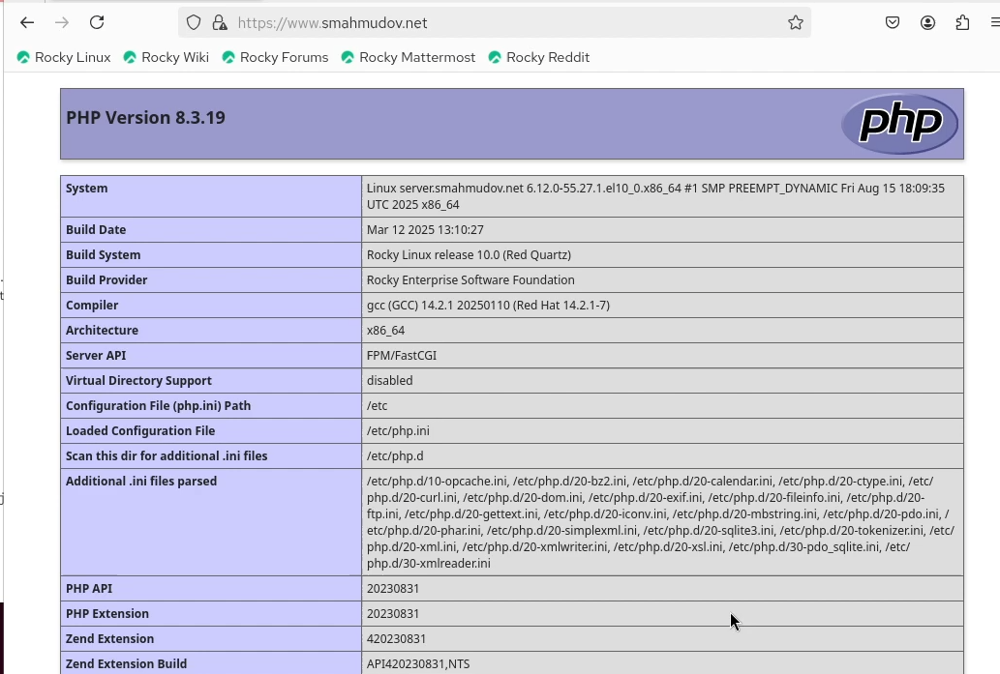 https://www.smahmudov.net
Rocky Linux Rocky Wiki Rocky Forums Rocky Mattermost Rocky Reddit
PHP Version 8.3.19
php
System
Linux server.smahmudov.net 6.12.0-55.27.1.el10_0.x86_64 #1 SMP PREEMPT_DYNAMIC Fri Aug 15 18:09:35
UTC 2025 x86_64
Build Date
Mar 12 2025 13:10:27
Build System
Rocky Linux release 10.0 (Red Quartz)
Build Provider
Rocky Enterprise Software Foundation
Compiler
gcc (GCC) 14.2.1 20250110 (Red Hat 14.2.1-7)
Architecture
x86_64
Server API
FPM/FastCGI
Virtual Directory Support
disabled
Configuration File (php.ini) Path
/etc
Loaded Configuration File
/etc/php.ini
Scan this dir for additional .ini files
/etc/php.d
Additional .ini files parsed
/etc/php.d/10-opcache.ini, /etc/php.d/20-bz2.ini, /etc/php.d/20-calendar.ini, /etc/php.d/20-ctype.ini, /etc/
php.d/20-curl.ini, /etc/php.d/20-dom.ini, /etc/php.d/20-exif.ini, /etc/php.d/20-fileinfo.ini, /etc/php.d/20-
ftp.ini, /etc/php.d/20-gettext.ini, /etc/php.d/20-iconv.ini, /etc/php.d/20-mbstring.ini, /etc/php.d/20-pdo.ini, /
etc/php.d/20-phar.ini, /etc/php.d/20-simplexml.ini, /etc/php.d/20-sqlite3.ini, /etc/php.d/20-tokenizer.ini, /etc/
php.d/20-xml.ini, /etc/php.d/20-xmlwriter.ini, /etc/php.d/20-xsl.ini, /etc/php.d/30-pdo_sqlite.ini, /etc/
php.d/30-xmlreader.ini
PHP API
20230831
PHP Extension
20230831
Zend Extension
420230831
Zend Extension Build
API420230831,NTS